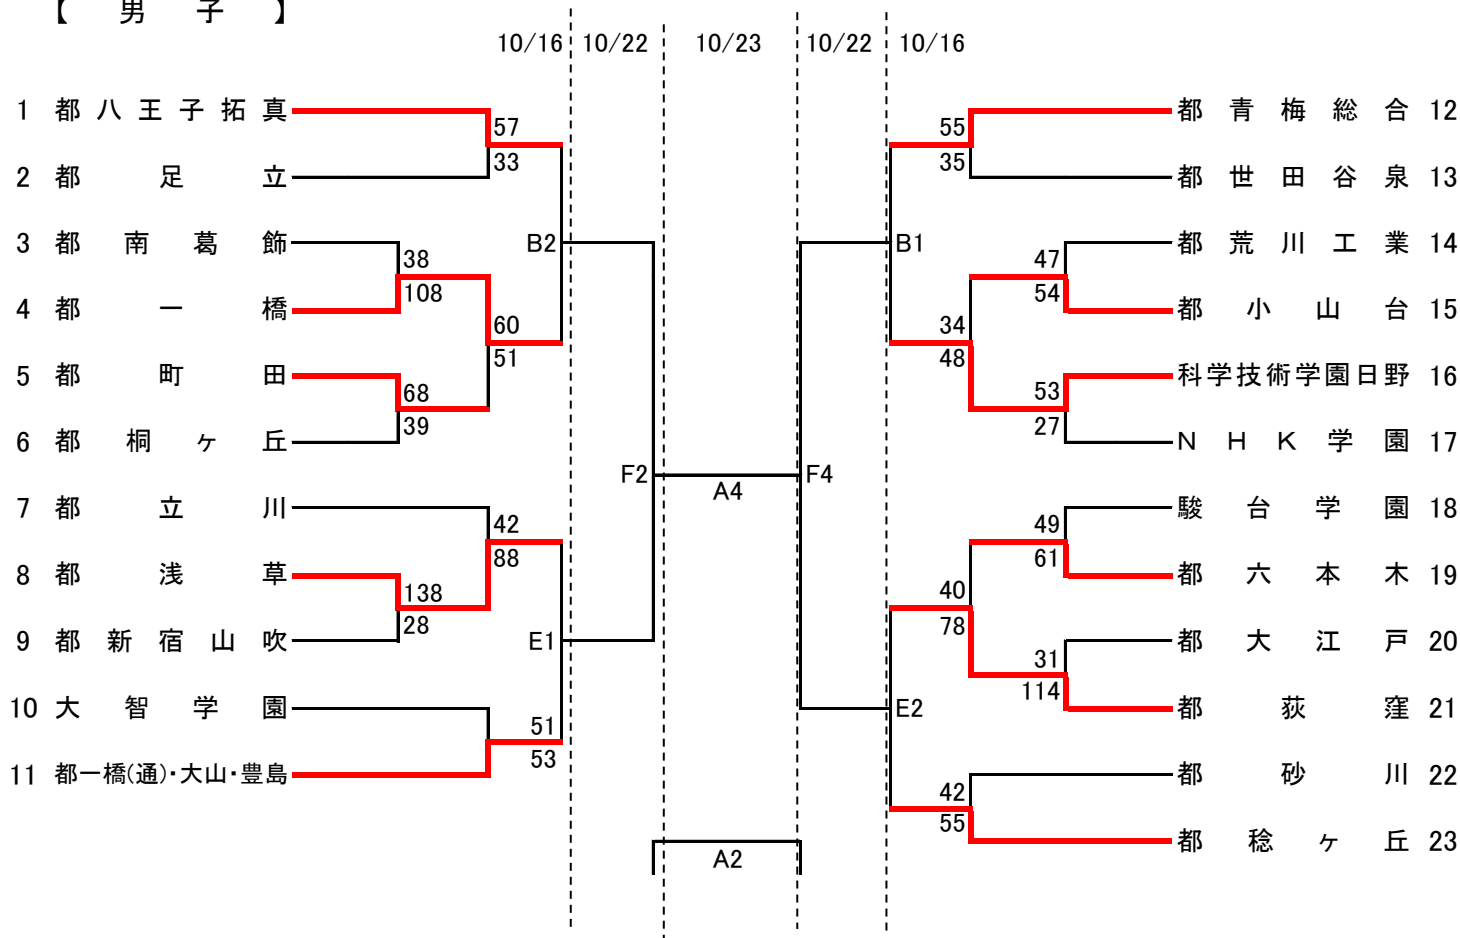 【 男 子 】
10/16 10/22 10/23 10/22 10/16
1 都八王子拓真 57 55 都青梅総合 12
33 35
2 都足立 都世田谷泉 13
3 都南葛飾 B2 B1 都荒川工業 14
38 47
108 54
4 都一橋 60 34 都小山台 15
51 48
5 都町田 68 53 科学技術学園日野 16
39 27
6 都桐ヶ丘 NHK学園 17
F2 A4 F4
7 都立川 42 49 駿台学園 18
88 61
8 都浅草 138 40 都六本木 19
28 78
9 都新宿山吹 E1 31 都大江戸 20
114
10 大智学園 E2 都荻窪 21
51
53
11 都一橋(通)・大山・豊島 42 都砂川 22
55
A2 都稔ヶ丘 23